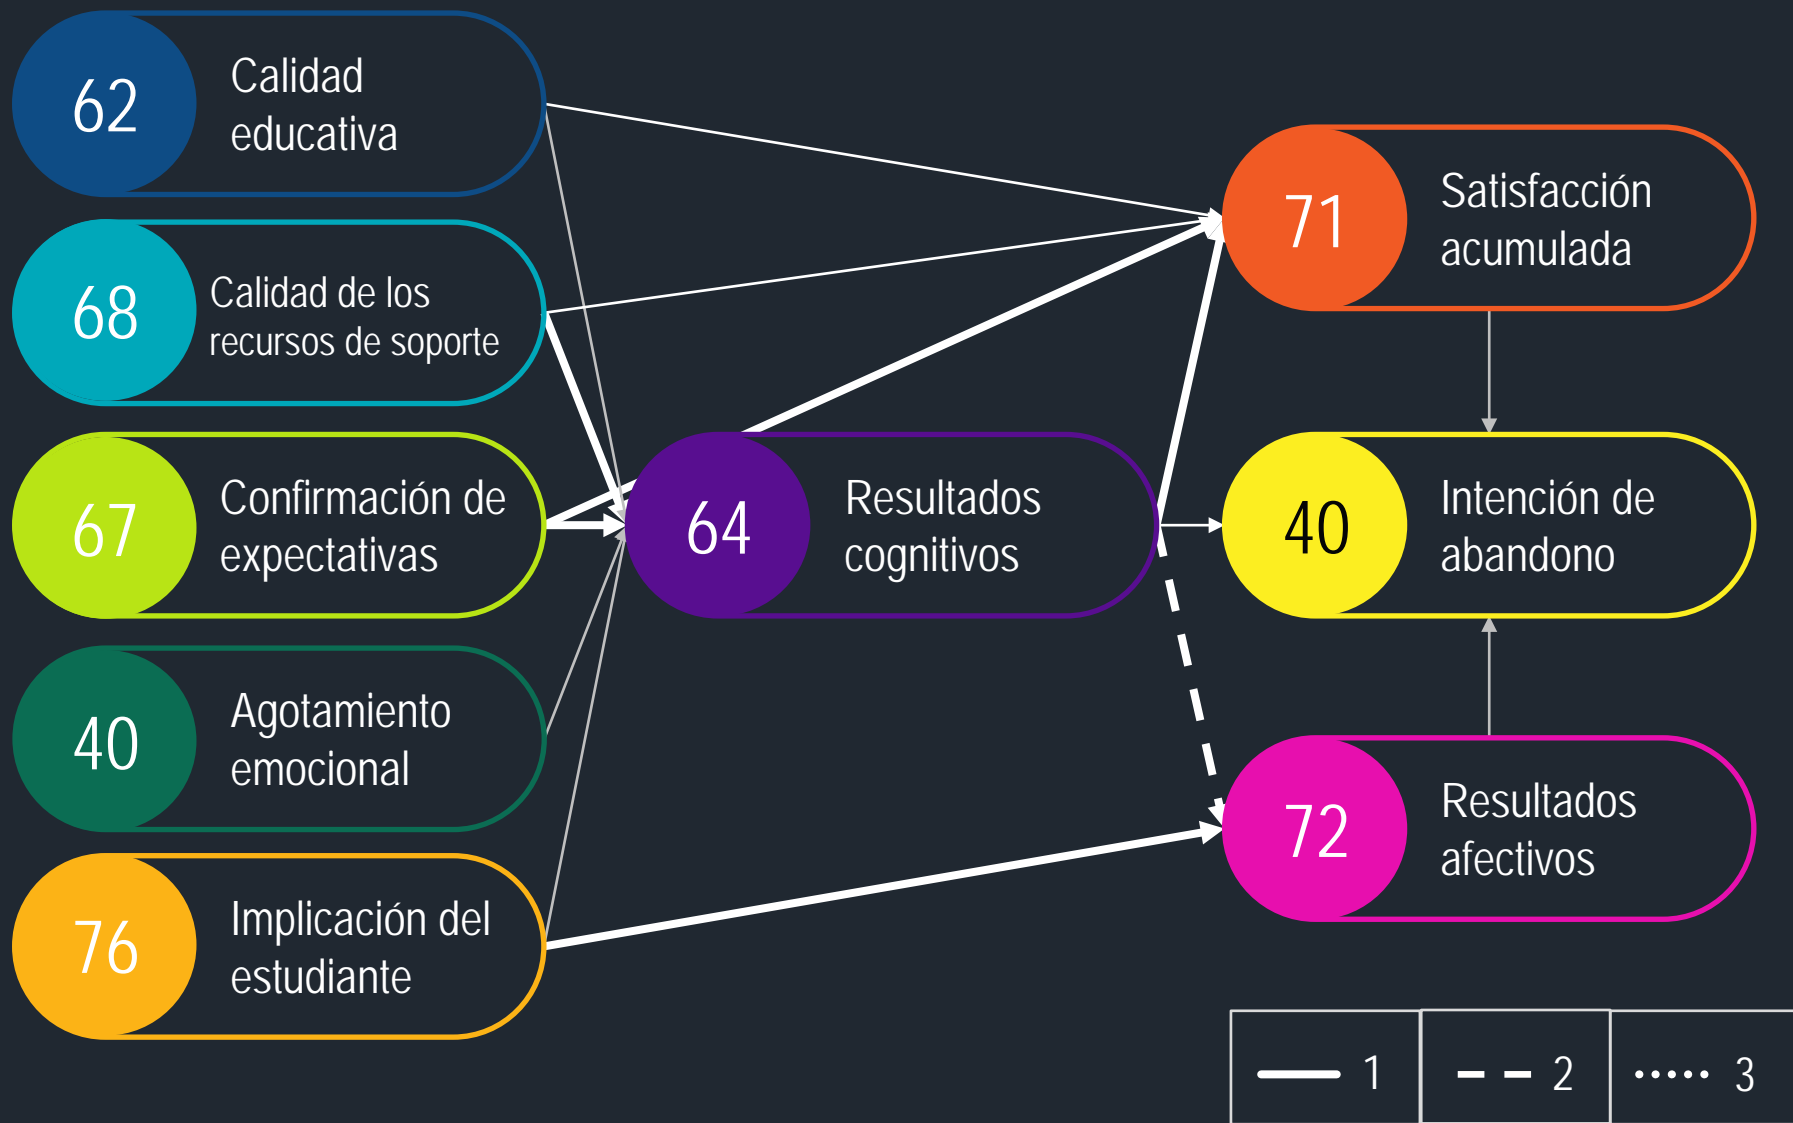 62
Calidad
educativa
68
Calidad de los
recursos de soporte
67
Confirmación de
expectativas
40
Agotamiento
emocional
76
Implicación del
estudiante
64
Resultados
cognitivos
71
Satisfacción
acumulada
40
Intención de
abandono
72
Resultados
afectivos
1
2
3